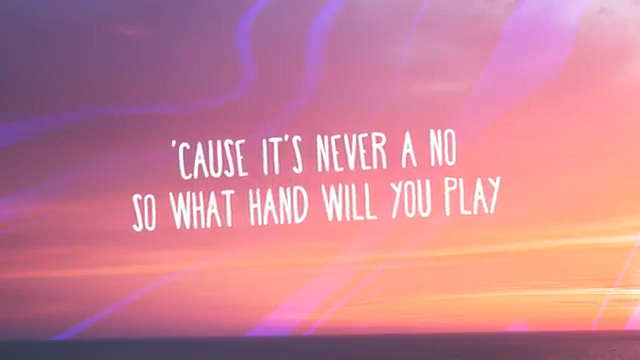 'CAUSE IT'S NEVER A NO
SO WHAT HAND WILL YOU PLAY